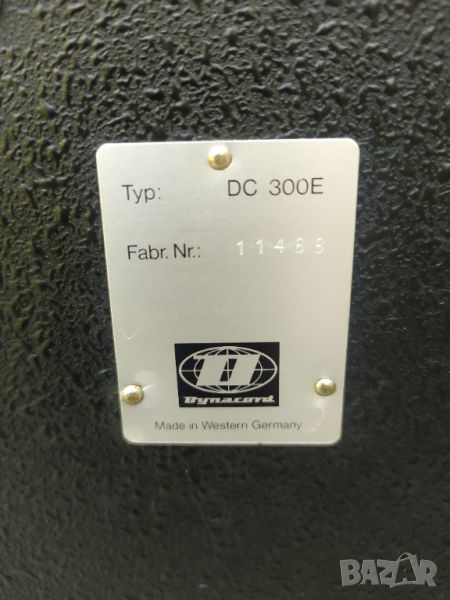 Typ: DC 300E
Fabr. Nr.: 11488
D
Dynacord
Made in Western Germany
BAZAR